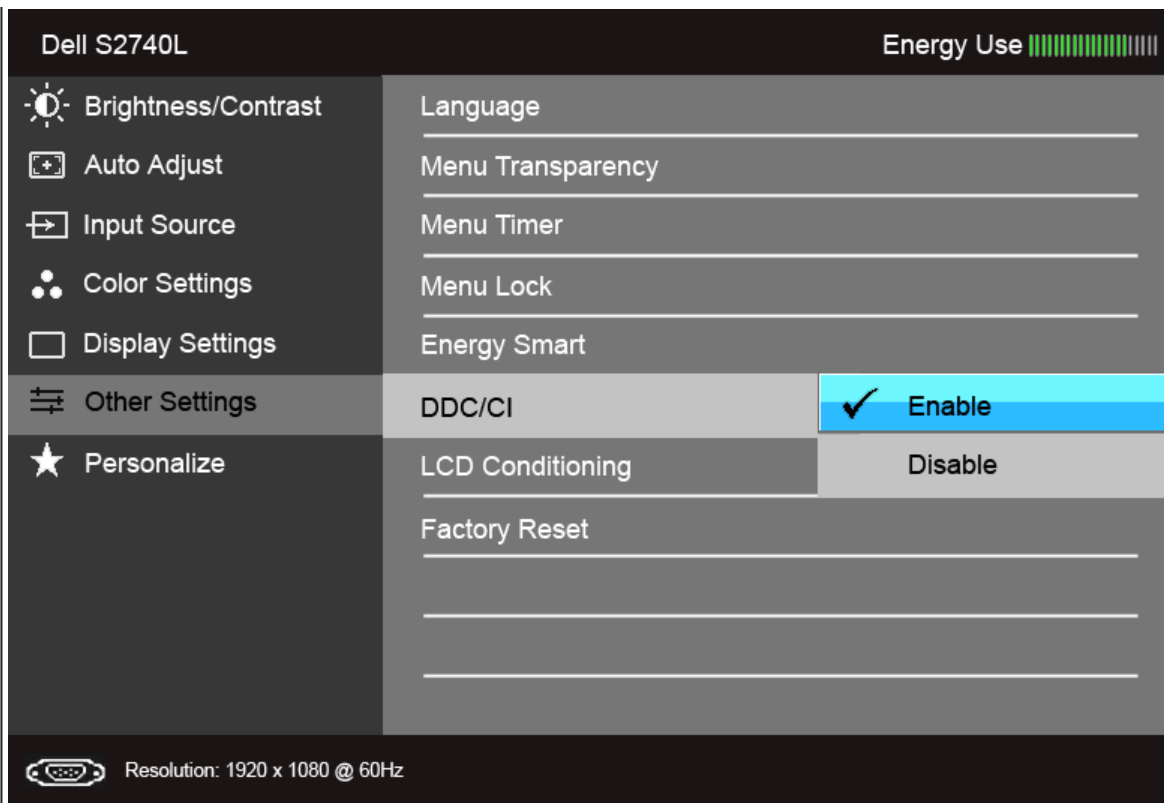 Dell S2740L
Energy Use
Brightness/Contrast
Auto Adjust
Input Source
Color Settings
Display Settings
Other Settings
Personalize
Language
Menu Transparency
Menu Timer
Menu Lock
Energy Smart
DDC/CI
Enable
Disable
LCD Conditioning
Factory Reset
Resolution: 1920 x 1080 @ 60Hz